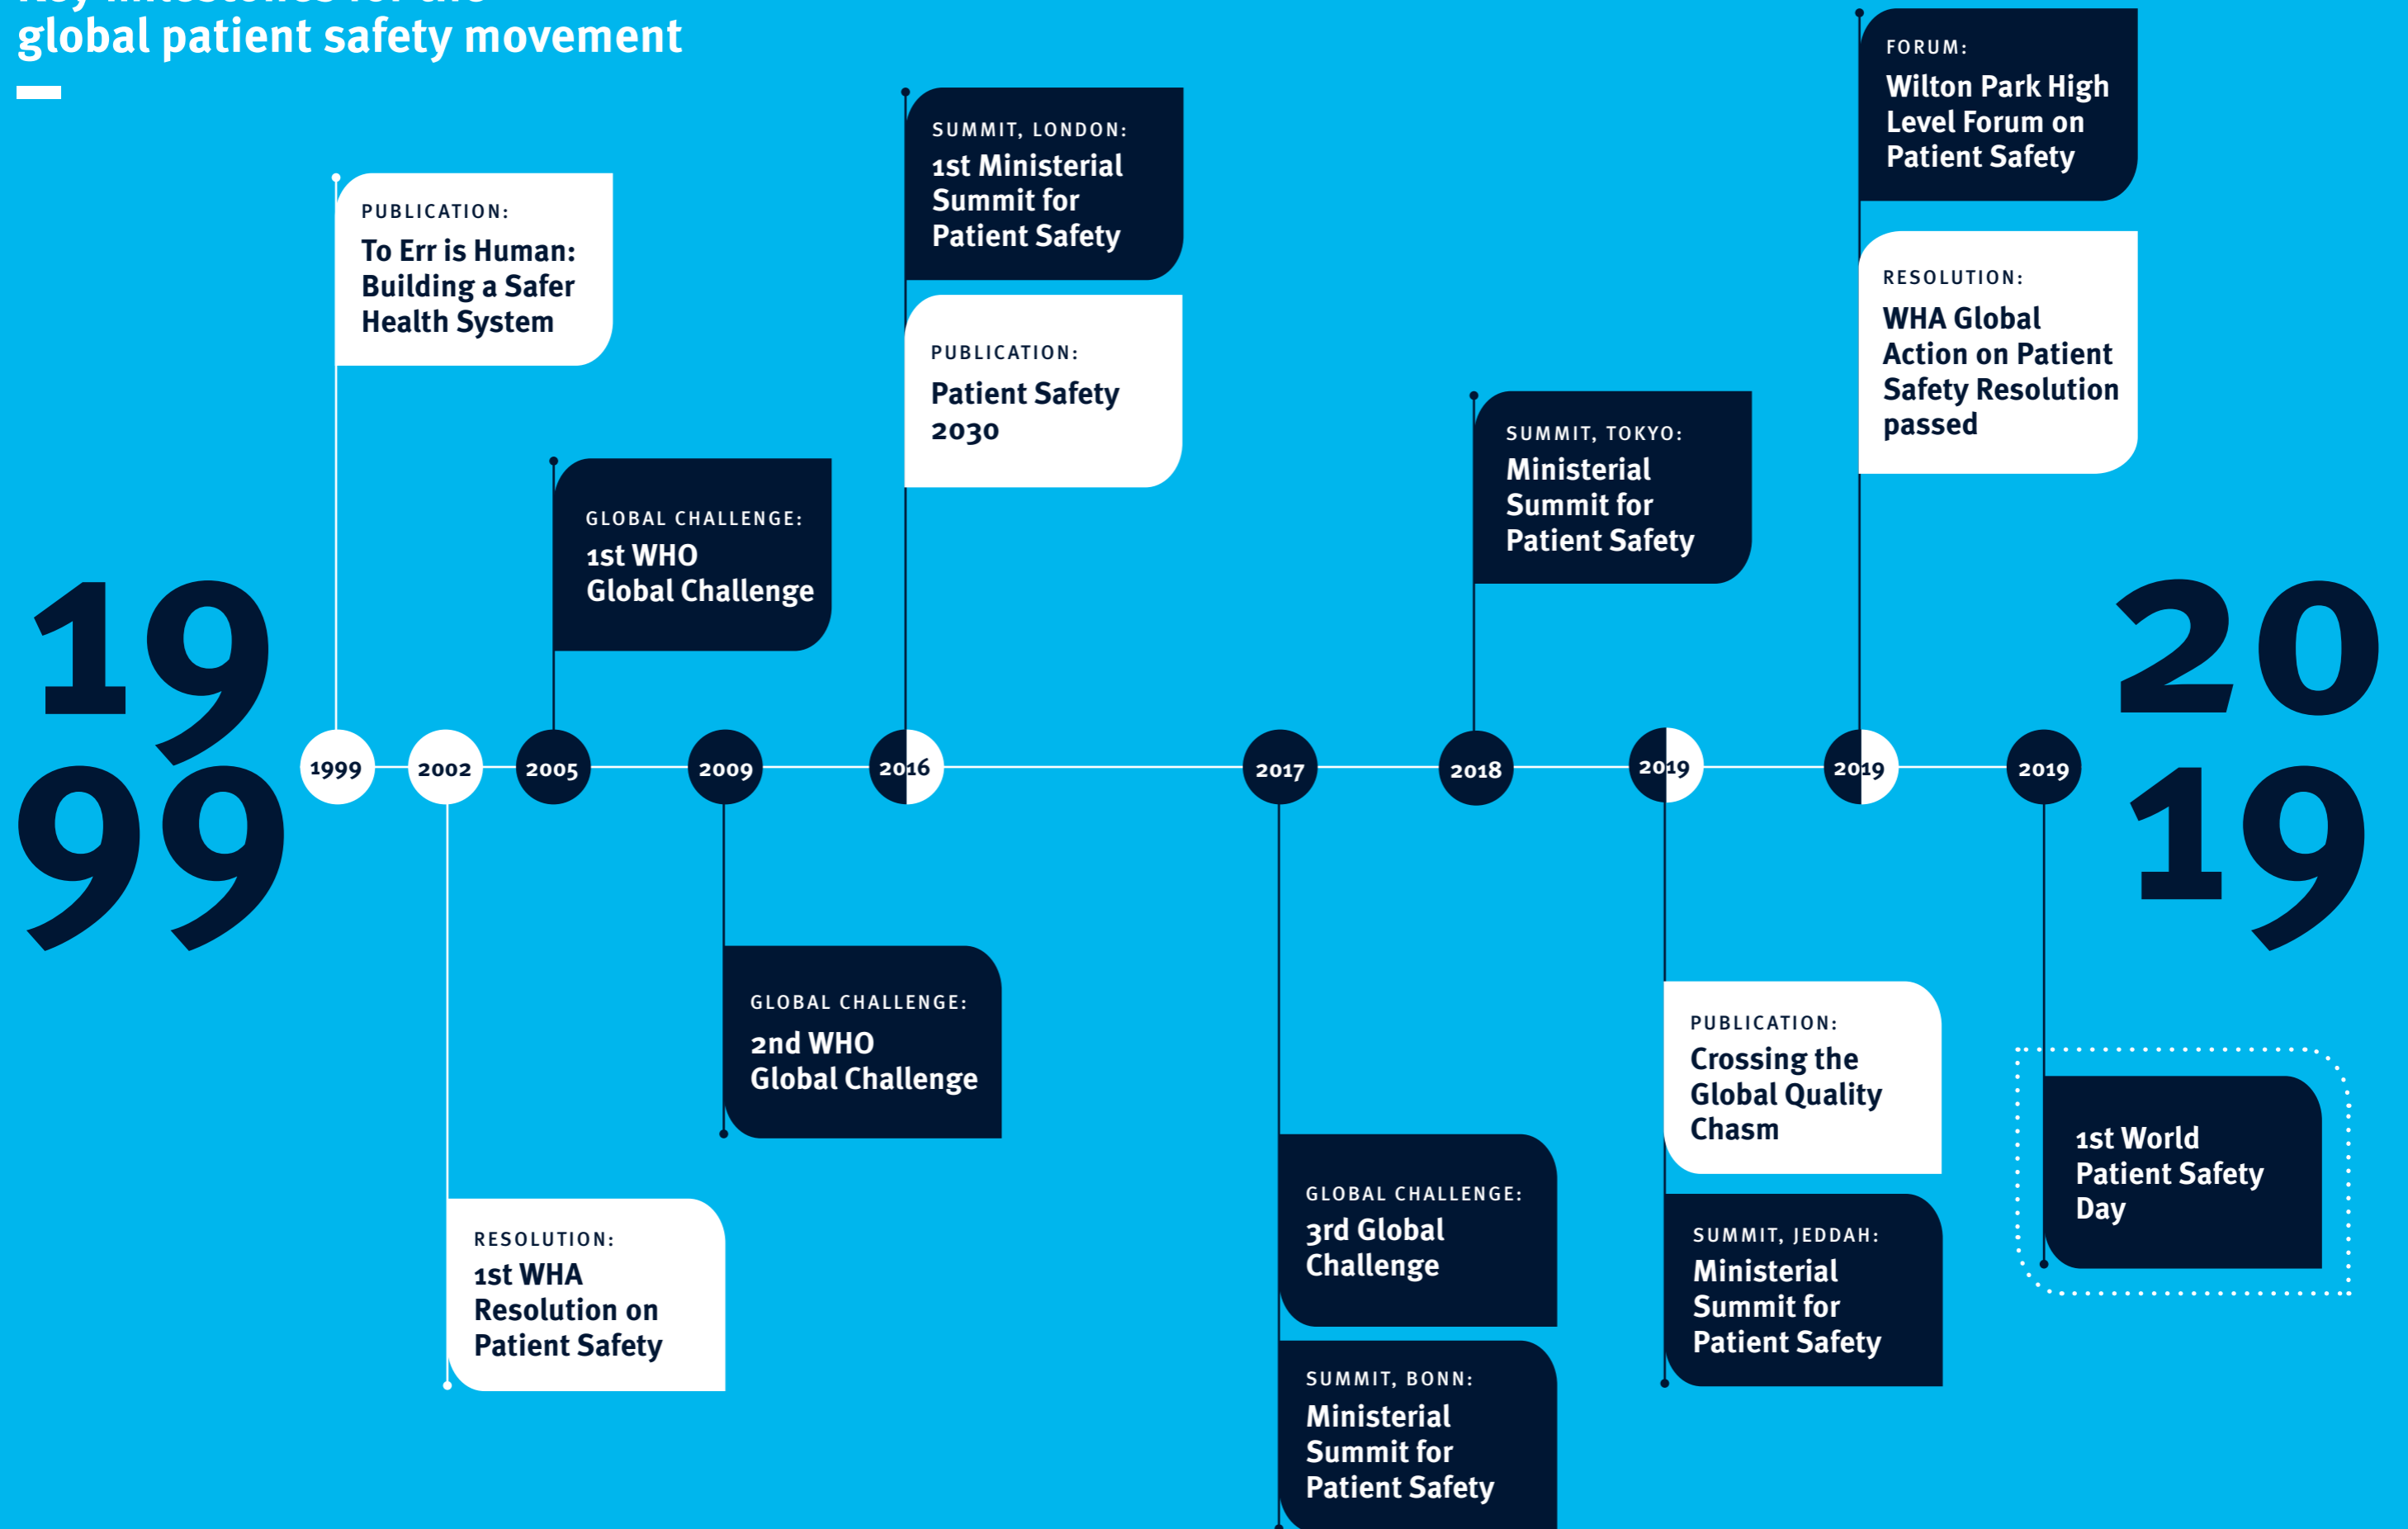 Key milestones for the
global patient safety movement
FORUM:
Wilton Park High
Level Forum on
Patient Safety
SUMMIT, LONDON:
1st Ministerial
Summit for
Patient Safety
PUBLICATION:
To Err is Human:
Building a Safer
Health System
RESOLUTION:
WHA Global
Action on Patient
Safety Resolution
passed
PUBLICATION:
Patient Safety
2030
SUMMIT, TOKYO:
Ministerial
Summit for
Patient Safety
GLOBAL CHALLENGE:
1st WHO
Global Challenge
19
99
20
19
1999
2002
2005
2009
2016
2017
2018
2019
2019
2019
GLOBAL CHALLENGE:
2nd WHO
Global Challenge
PUBLICATION:
Crossing the
Global Quality
Chasm
1st World
Patient Safety
Day
GLOBAL CHALLENGE:
3rd Global
Challenge
RESOLUTION:
1st WHA
Resolution on
Patient Safety
SUMMIT, JEDDAH:
Ministerial
Summit for
Patient Safety
SUMMIT, BONN:
Ministerial
Summit for
Patient Safety